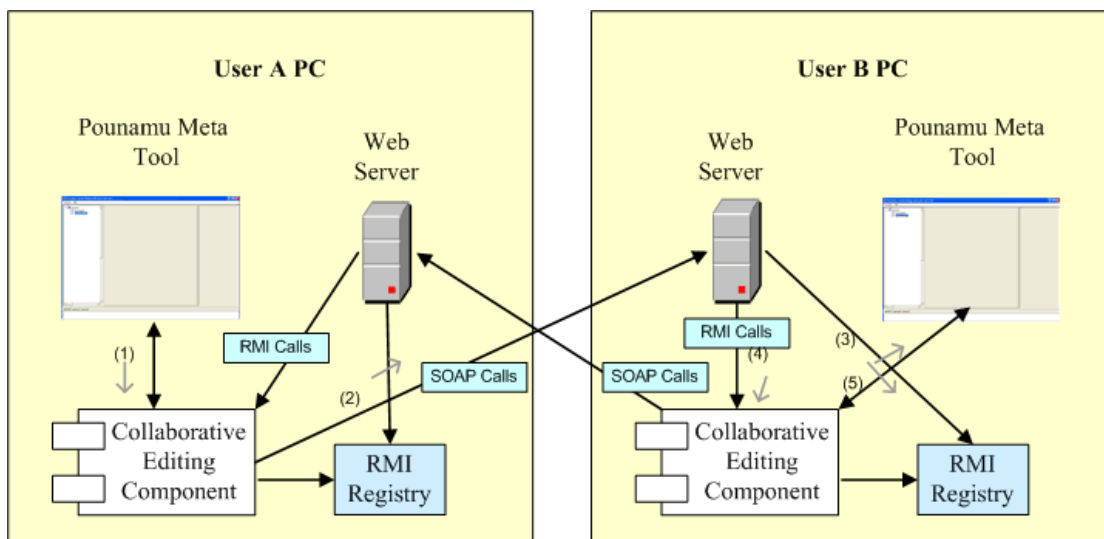 User A PC
Pounamu Meta
Tool
Web
Server
(1)
RMI Calls
SOAP Calls
(2)
Collaborative
Editing
Component
RMI
Registry
User B PC
Web
Server
Pounamu Meta
Tool
RMI Calls
(4)
(3)
SOAP Calls
(5)
Collaborative
Editing
Component
RMI
Registry